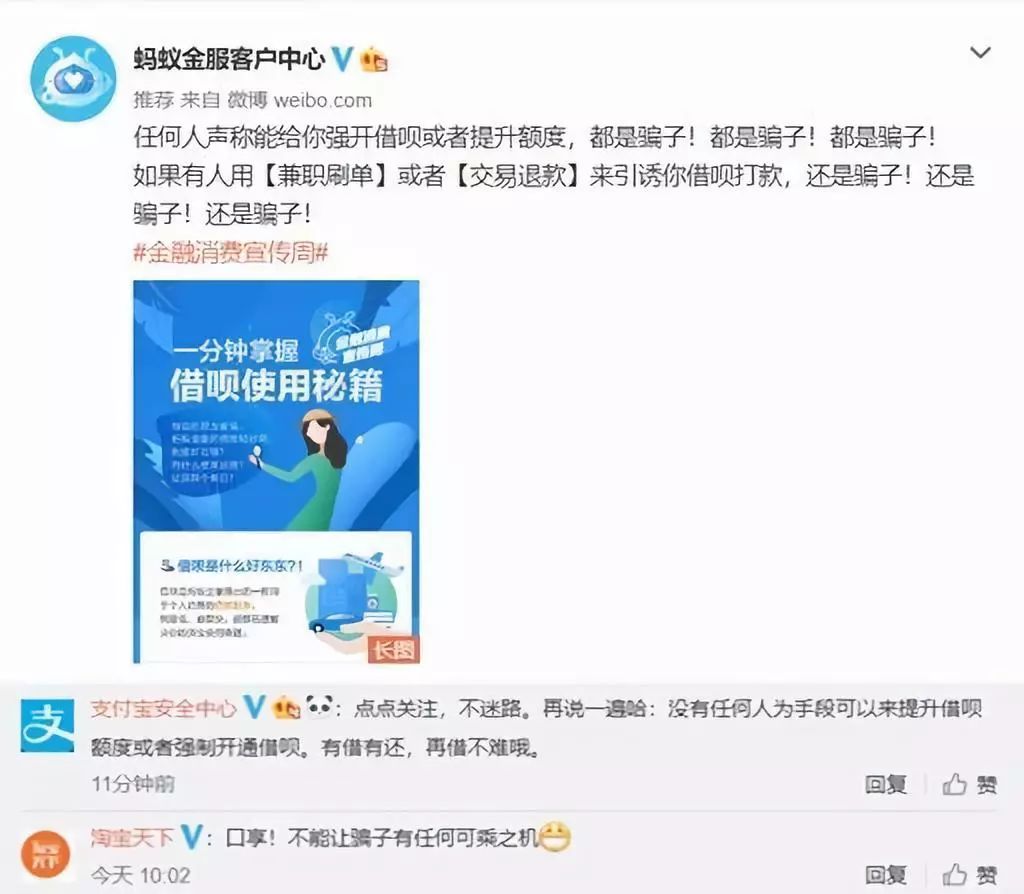 蚂蚁金服客户中心
推荐 来自 微博 weibo.com
任何人声称能给你强开借呗或者提升额度，都是骗子！都是骗子！都是骗子！
如果有人用【兼职刷单】或者【交易退款】来引诱你借呗打款，还是骗子！还是
骗子！还是骗子！
#金融消费宣传周#
金融消费
宣传周
一分钟掌握
借呗使用秘籍
借呗是什么好东东?!
长图
支付宝安全中心：点点关注，不迷路。再说一遍哈：没有任何人为手段可以来提升借呗
额度或者强制开通借呗。有借有还，再借不难哦。
11分钟前
回复 赞
淘宝天下：口享！不能让骗子有任何可乘之机
今天 10:02
回复 赞